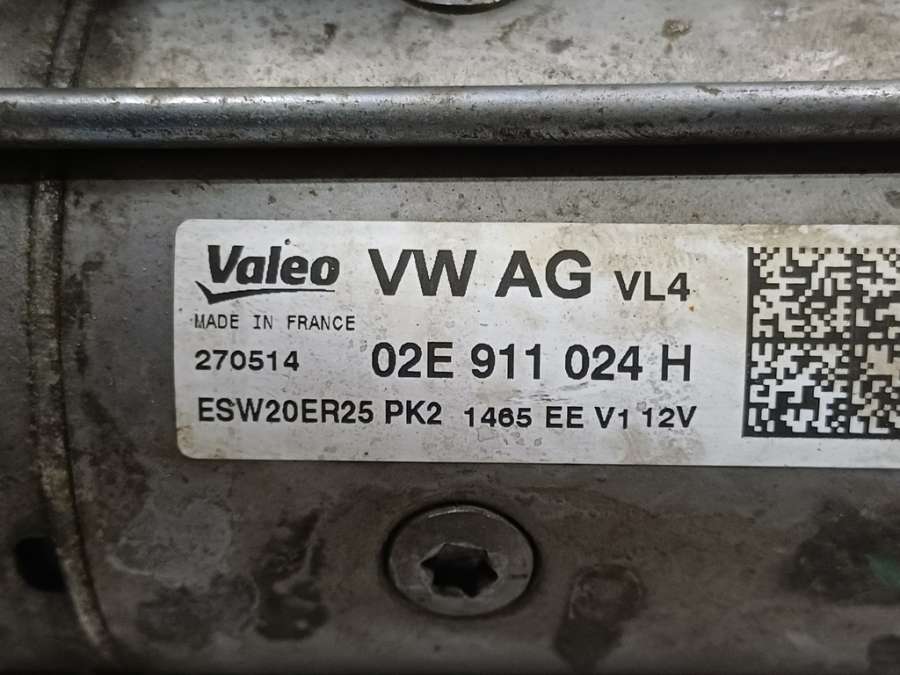 Valeo VW AG VL4
MADE IN FRANCE
270514 02E 911 024 H
ESW20ER25 PK2 1465 EE V1 12V